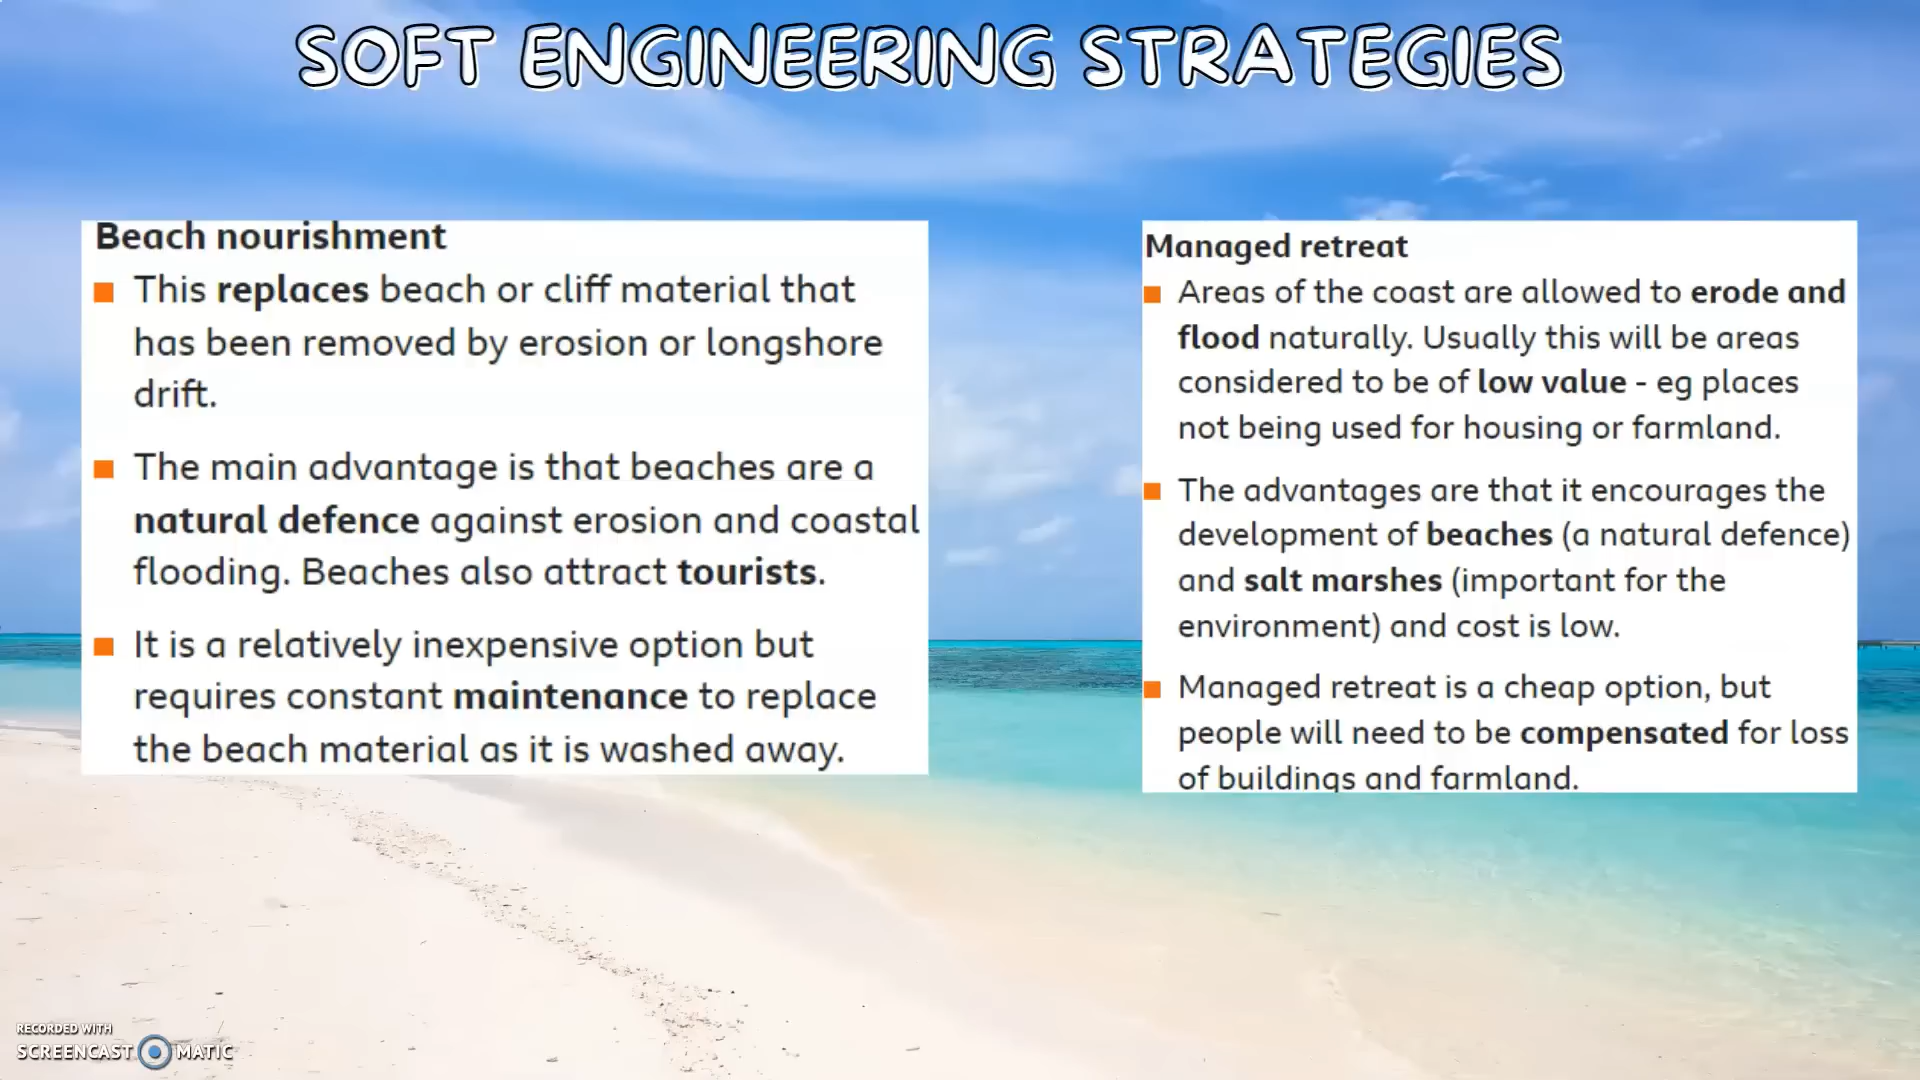 SOFT ENGINEERING STRATEGIES
Beach nourishment
This replaces beach or cliff material that
has been removed by erosion or longshore
drift.
The main advantage is that beaches are a
natural defence against erosion and coastal
flooding. Beaches also attract tourists.
It is a relatively inexpensive option but
requires constant maintenance to replace
the beach material as it is washed away.
Managed retreat
Areas of the coast are allowed to erode and
flood naturally. Usually this will be areas
considered to be of low value - eg places
not being used for housing or farmland.
The advantages are that it encourages the
development of beaches (a natural defence)
and salt marshes (important for the
environment) and cost is low.
Managed retreat is a cheap option, but
people will need to be compensated for loss
of buildings and farmland.
RECORDED WITH
SCREENCAST MATIC